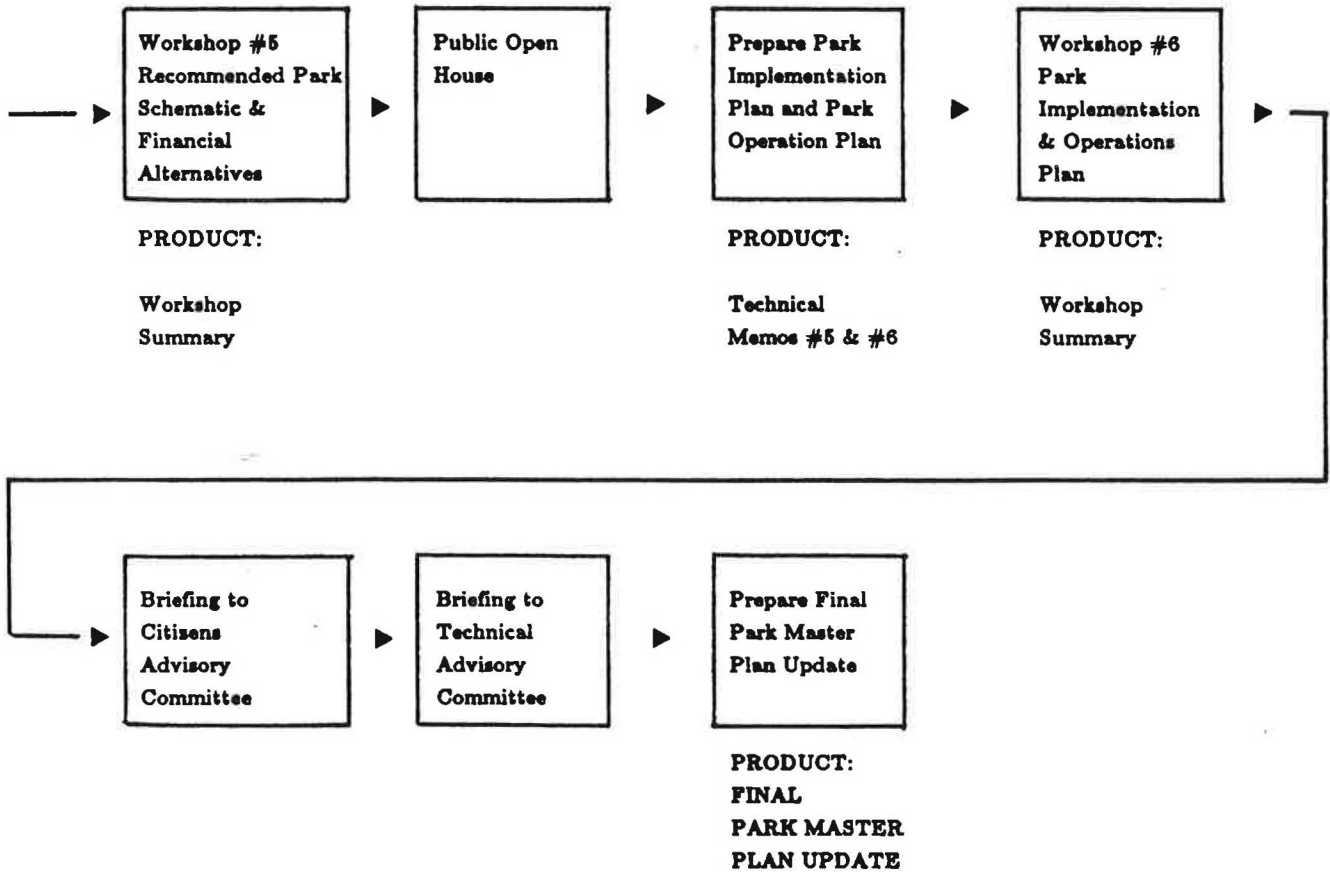 Workshop #5
Recommended Park
Schematic &
Financial
Alternatives
PRODUCT:
Workshop
Summary
Public Open
House
Prepare Park
Implementation
Plan and Park
Operation Plan
PRODUCT:
Technical
Memos #5 & #6
Workshop #6
Park
Implementation
& Operations
Plan
PRODUCT:
Workshop
Summary
Briefing to
Citizens
Advisory
Committee
Briefing to
Technical
Advisory
Committee
Prepare Final
Park Master
Plan Update
PRODUCT:
FINAL
PARK MASTER
PLAN UPDATE